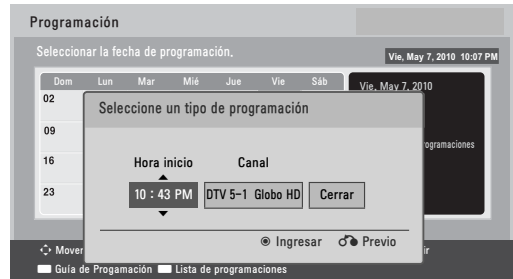 Programación
Seleccionar la fecha de programación.
Vie, May 7, 2010 10:07 PM
Dom Lun Mar Mié Jue Vie Sáb
Vie, May 7, 2010
02
Seleccione un tipo de programación
09
16
23
Hora inicio Canal
10 : 43 PM DTV 5-1 Globo HD Cerrar
Ingresar Previo
Mover
Guía de Progamación Lista de programaciones